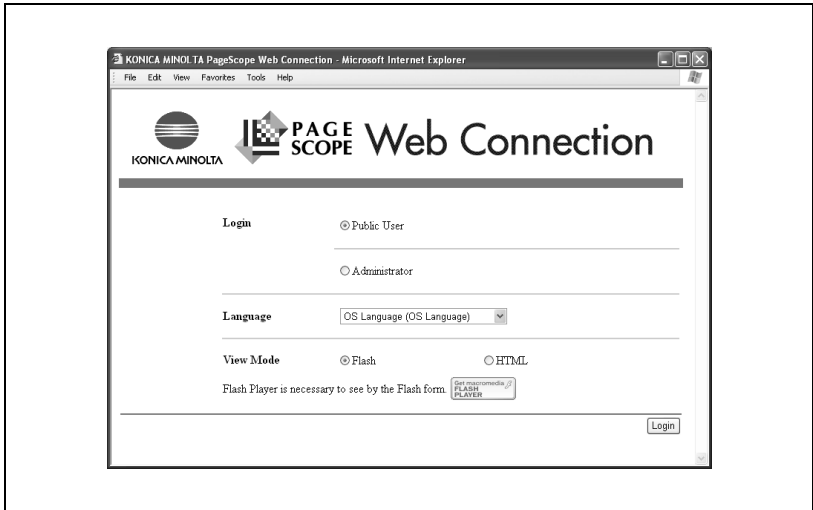 KONICA MINOLTA PageScope Web Connection - Microsoft Internet Explorer
File Edit View Favorites Tools Help
KONICA MINOLTA
PAGE SCOPE Web Connection
Login Public User
Administrator
Language OS Language (OS Language)
View Mode Flash HTML
Flash Player is necessary to see by the Flash form.
Get macromedia
FLASH
PLAYER
Login